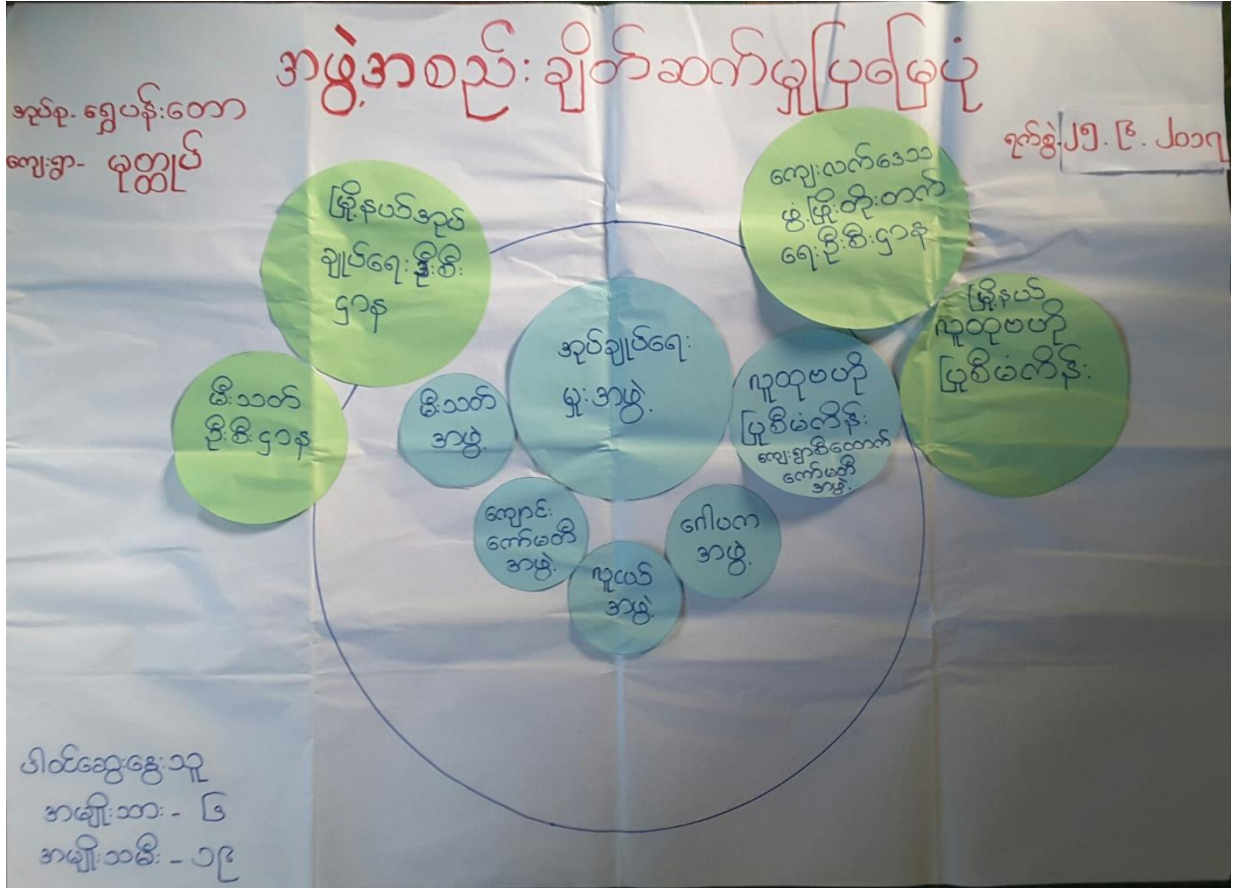 အဖွဲ့အစည်းချိတ်ဆက်မှုပြမြေပုံ
အုပ်စု- ရွှေပန်းတော
ကျေးရွာ- မုတ္ထုပ်
ရက်စွဲ ၂၅.၉.၂၀၁၇
မြို့နယ်အုပ်
ချုပ်ရေးဦးစီး
ဌာန
ကျေးလက်ဒေသ
ဖွံ့ဖြိုးတိုးတက်
ရေးဦးစီးဌာန
မြို့နယ်
လူထုဗဟို
ပြုစီမံကိန်း
မီးသတ်
ဦးစီးဌာန
မီးသတ်
အဖွဲ့
အုပ်ချုပ်ရေး
မှူးအဖွဲ့
လူထုဗဟို
ပြုစီမံကိန်း
ကျေးရွာစီထောက်
ကော်မတီ
အဖွဲ့
ကျောင်း
ကော်မတီ
အဖွဲ့
လူငယ်
အဖွဲ့
ဂေါပက
အဖွဲ့
ပါဝင်ဆွေးနွေးသူ
အမျိုးသား - ၆
အမျိုးသမီး - ၁၉